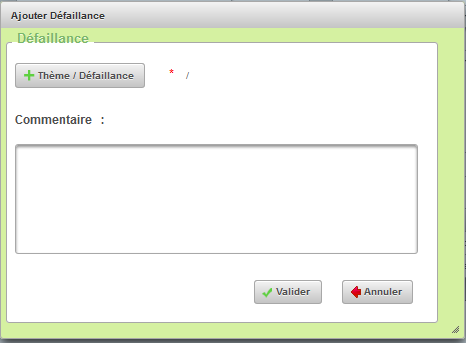 Ajouter Défaillance
Défaillance
Thème / Défaillance * /
Commentaire :
Valider Annuler